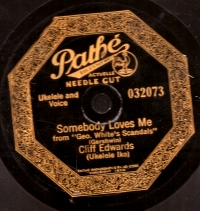 Pathé
ACTUELLE
NEEDLE CUT
Ukelele and
Voice
032073
Somebody Loves Me
from "Geo. White's Scandals"
(Gershwin)
Cliff Edwards
(Ukelele Ike)